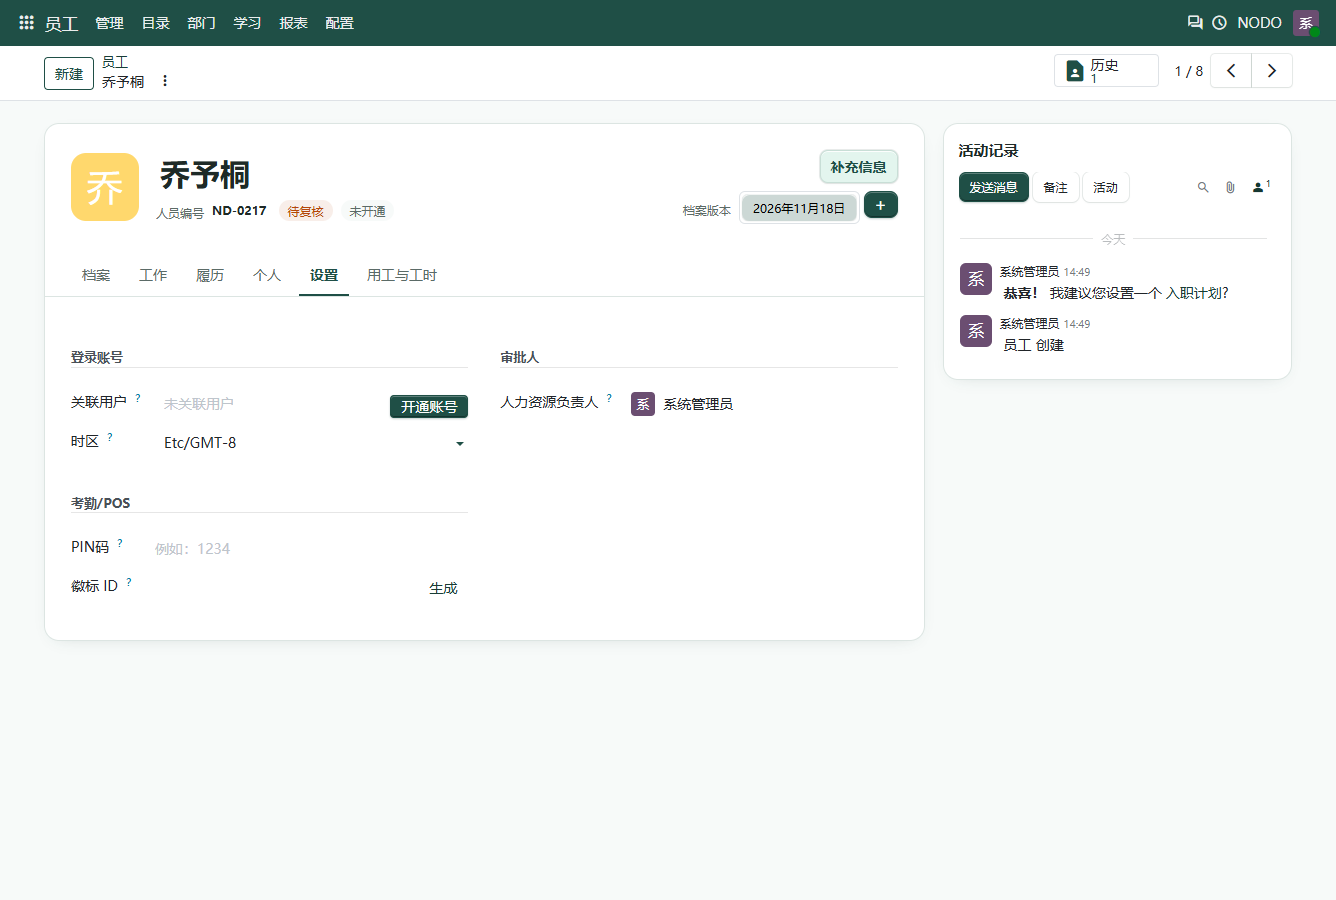 员工 管理 目录 部门 学习 报表 配置 NODO 系
新建 员工
乔予桐
历史
1
1 / 8
乔
乔予桐
补充信息
人员编号 ND-0217 待复核 未开通
档案版本 2026年11月18日 +
档案 工作 履历 个人 设置 用工与工时
登录账号
关联用户 ? 未关联用户 开通账号
时区 ? Etc/GMT-8
审批人
人力资源负责人 ? 系 系统管理员
考勤/POS
PIN码 ? 例如：1234
徽标 ID ? 生成
活动记录
发送消息 备注 活动 1
今天
系 系统管理员 14:49
恭喜！ 我建议您设置一个 入职计划?
系 系统管理员 14:49
员工 创建